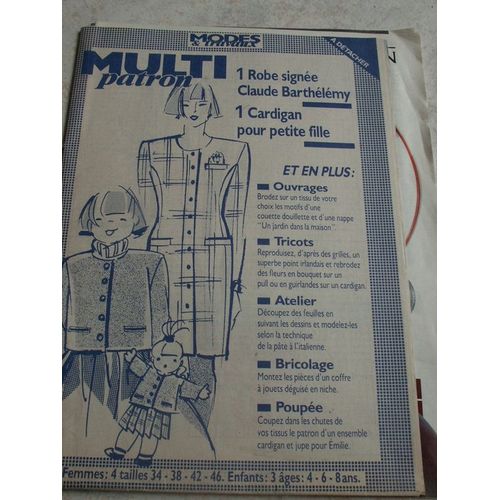 MODES
& travaux
A DETACHER
MULTI
patron
1 Robe signée
Claude Barthélémy
1 Cardigan
pour petite fille
ET EN PLUS :
Ouvrages
Brodez sur un tissu de votre
choix les motifs d'une
couette douillette et d'une nappe
"Un jardin dans la maison".
Tricots
Reproduisez, d'après des grilles, un
superbe point irlandais et rebrodez
des fleurs en bouquet sur un
pull ou en guirlandes sur un cardigan.
Atelier
Découpez des feuilles en
suivant les dessins et modelez-les
selon la technique
de la pâte à l'italienne.
Bricolage
Montez les pièces d'un coffre
à jouets déguisé en niche.
Poupée
Coupez dans les chutes de
vos tissus le patron d'un ensemble
cardigan et jupe pour Emilie.
Femmes : 4 tailles 34 - 38 - 42 - 46. Enfants : 3 âges : 4 - 6 - 8 ans.